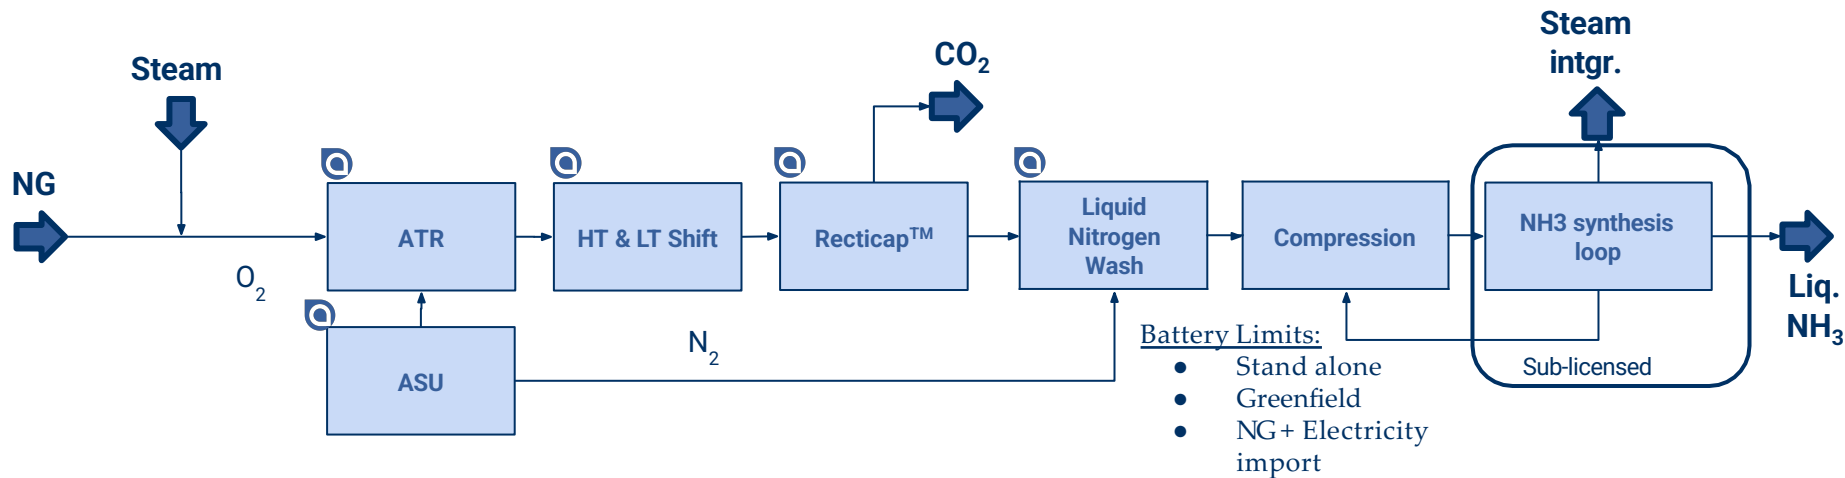 Steam
intgr.
CO2
Steam
NG
ATR
HT & LT Shift
Recticap™
Liquid
Nitrogen
Wash
Compression
NH3 synthesis
loop
O2
Liq.
NH3
N2
ASU
Battery Limits:
● Stand alone
● Greenfield
● NG+ Electricity
import
Sub-licensed